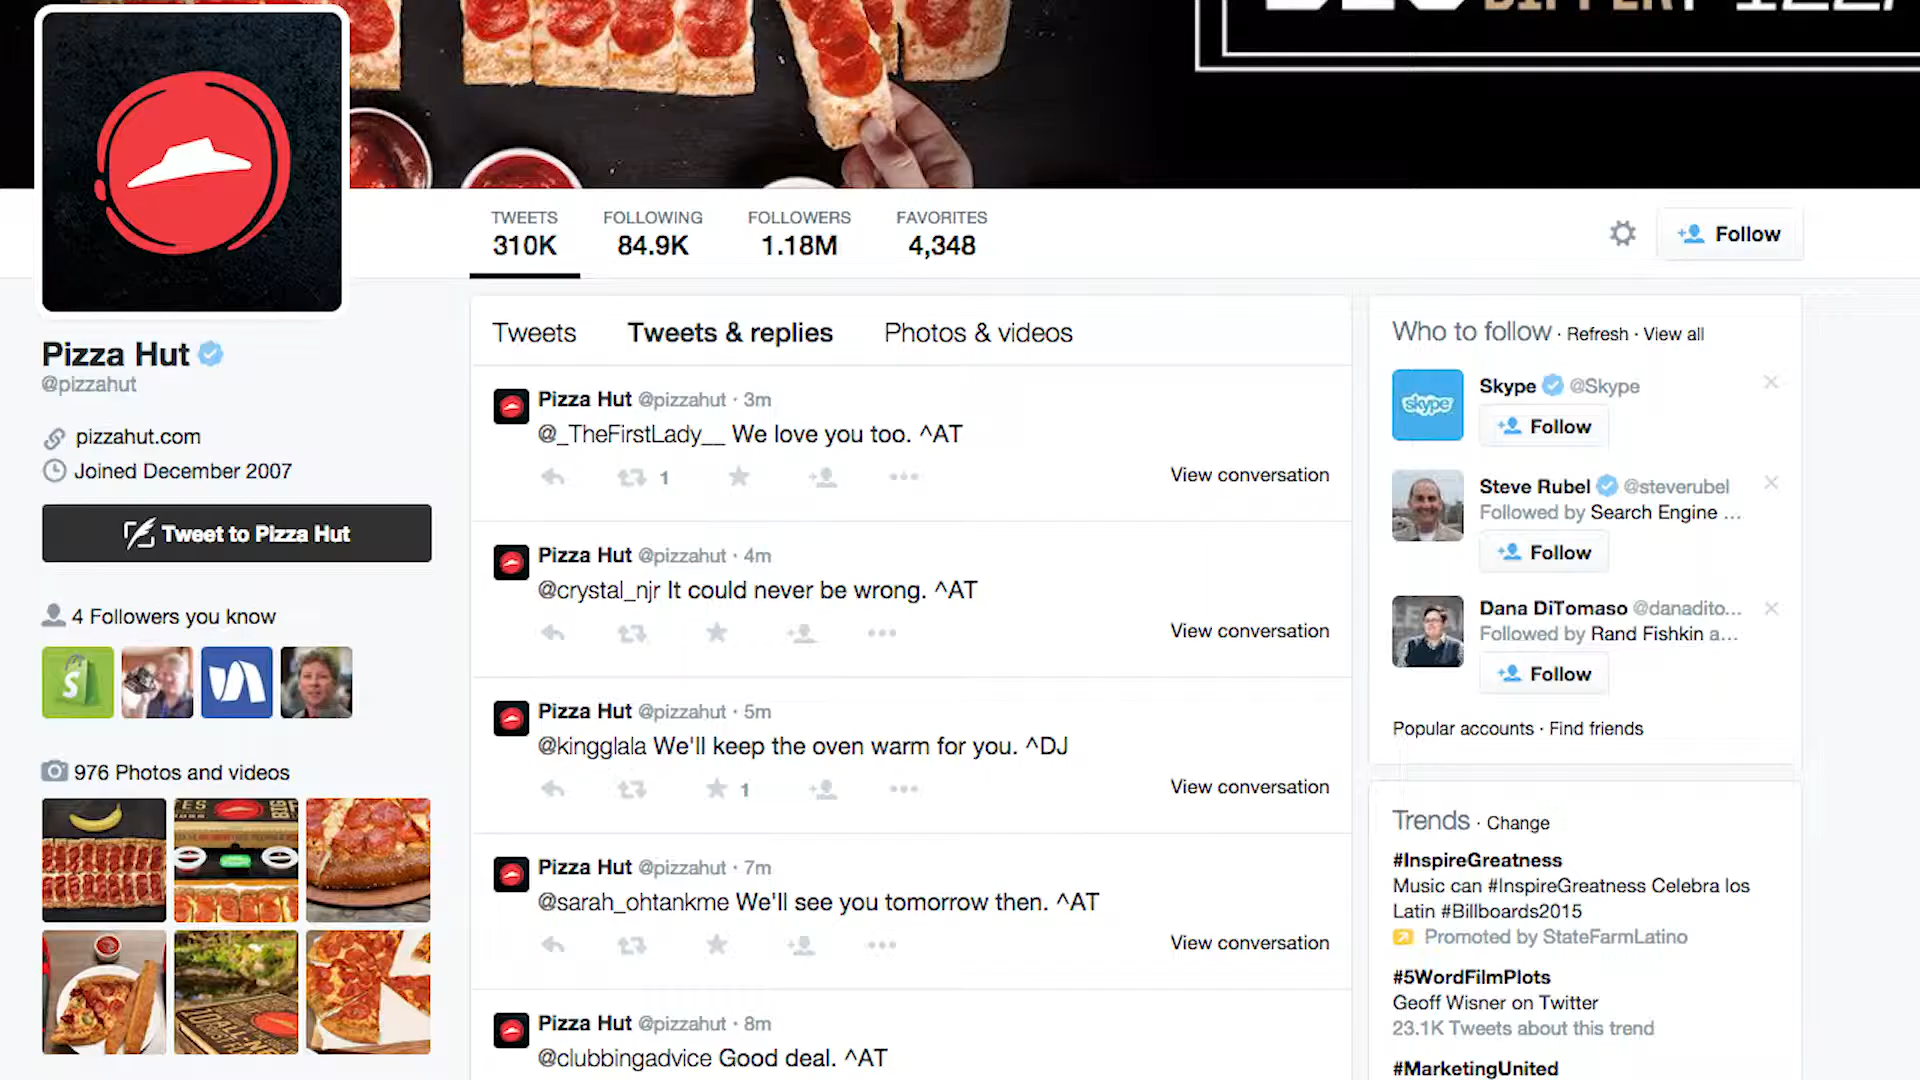 TWEETS FOLLOWING FOLLOWERS FAVORITES
310K 84.9K 1.18M 4,348
Follow
Pizza Hut
@pizzahut
pizzahut.com
Joined December 2007
Tweet to Pizza Hut
4 Followers you know
S
976 Photos and videos
Tweets Tweets & replies Photos & videos
Pizza Hut @pizzahut · 3m
@_TheFirstLady__ We love you too. ^AT
1
View conversation
Pizza Hut @pizzahut · 4m
@crystal_njr It could never be wrong. ^AT
View conversation
Pizza Hut @pizzahut · 5m
@kingglala We'll keep the oven warm for you. ^DJ
1
View conversation
Pizza Hut @pizzahut · 7m
@sarah_ohtankme We'll see you tomorrow then. ^AT
View conversation
Pizza Hut @pizzahut · 8m
@clubbingadvice Good deal. ^AT
Who to follow · Refresh · View all
skype
Skype @Skype
Follow
Steve Rubel @steverubel
Followed by Search Engine ...
Follow
Dana DiTomaso @danadito...
Followed by Rand Fishkin a...
Follow
Popular accounts · Find friends
Trends · Change
#InspireGreatness
Music can #InspireGreatness Celebra los
Latin #Billboards2015
Promoted by StateFarmLatino
#5WordFilmPlots
Geoff Wisner on Twitter
23.1K Tweets about this trend
#MarketingUnited